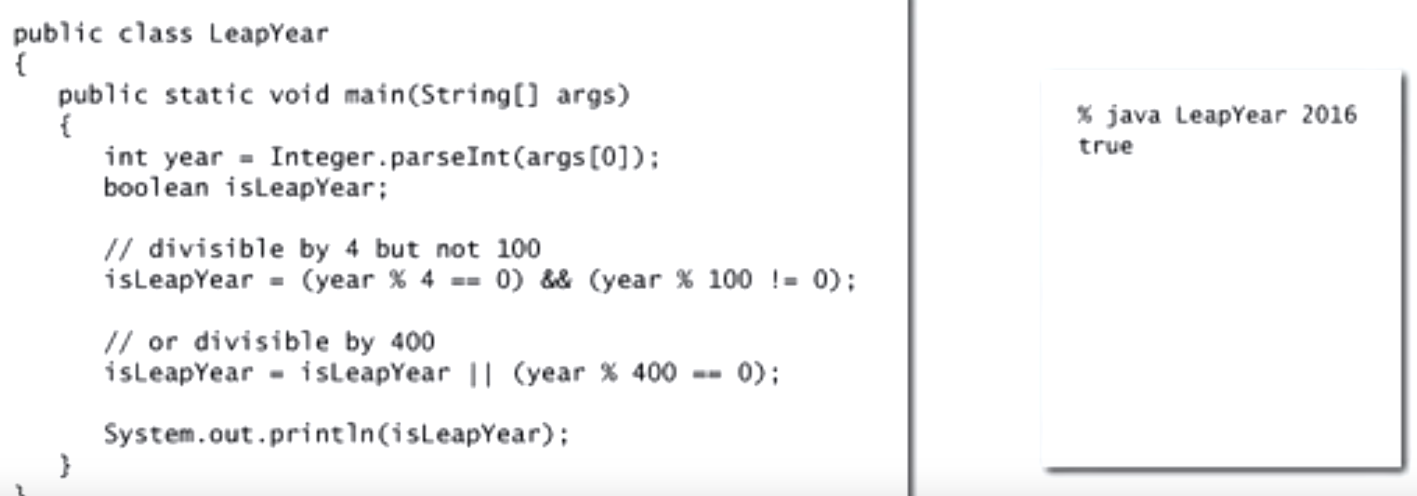 public class LeapYear
{
   public static void main(String[] args)
   {
      int year = Integer.parseInt(args[0]);
      boolean isLeapYear;

      // divisible by 4 but not 100
      isLeapYear = (year % 4 == 0) && (year % 100 != 0);

      // or divisible by 400
      isLeapYear = isLeapYear || (year % 400 == 0);

      System.out.println(isLeapYear);
   }
}
% java LeapYear 2016
true